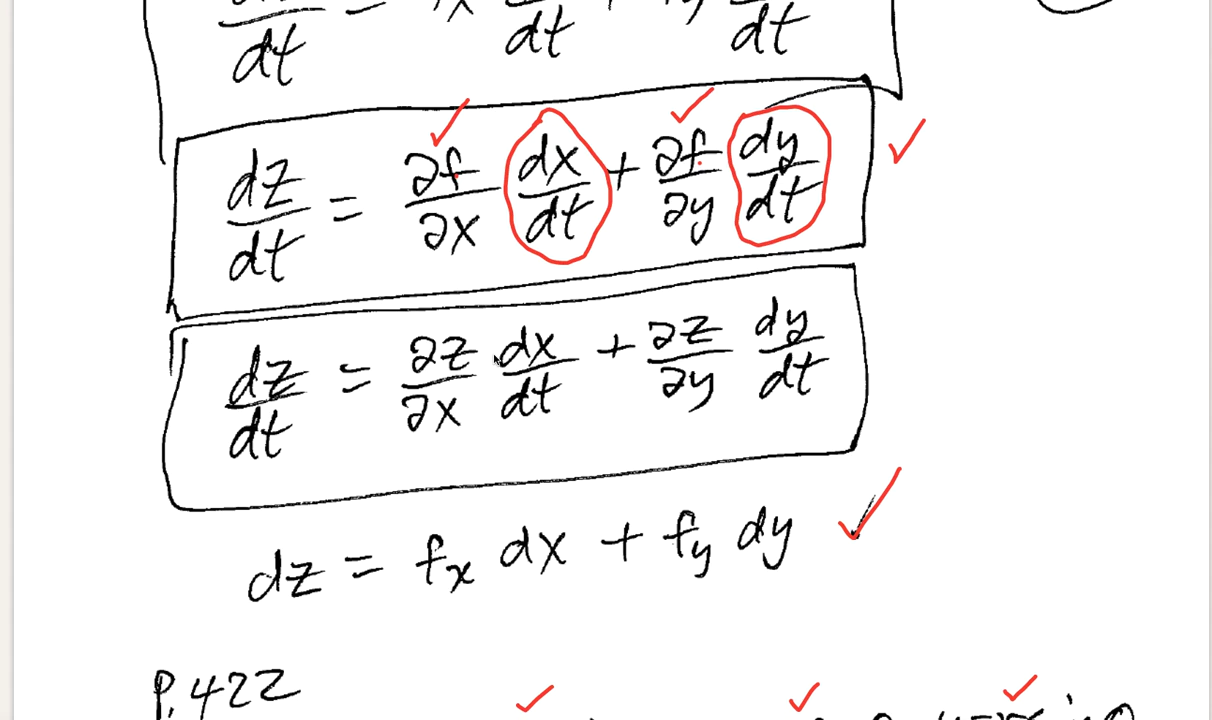 dz/dt = ∂f/∂x dx/dt + ∂f/∂y dy/dt
dz/dt = ∂z/∂x dx/dt + ∂z/∂y dy/dt
dz = fx dx + fy dy
P.422